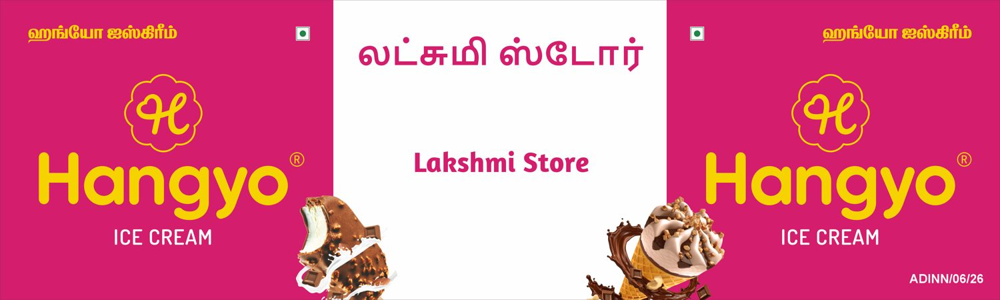 ஹங்யோ ஐஸ்கிரீம்
H
Hangyo®
ICE CREAM
லட்சுமி ஸ்டோர்
Lakshmi Store
ஹங்யோ ஐஸ்கிரீம்
H
Hangyo®
ICE CREAM
ADINN/06/26